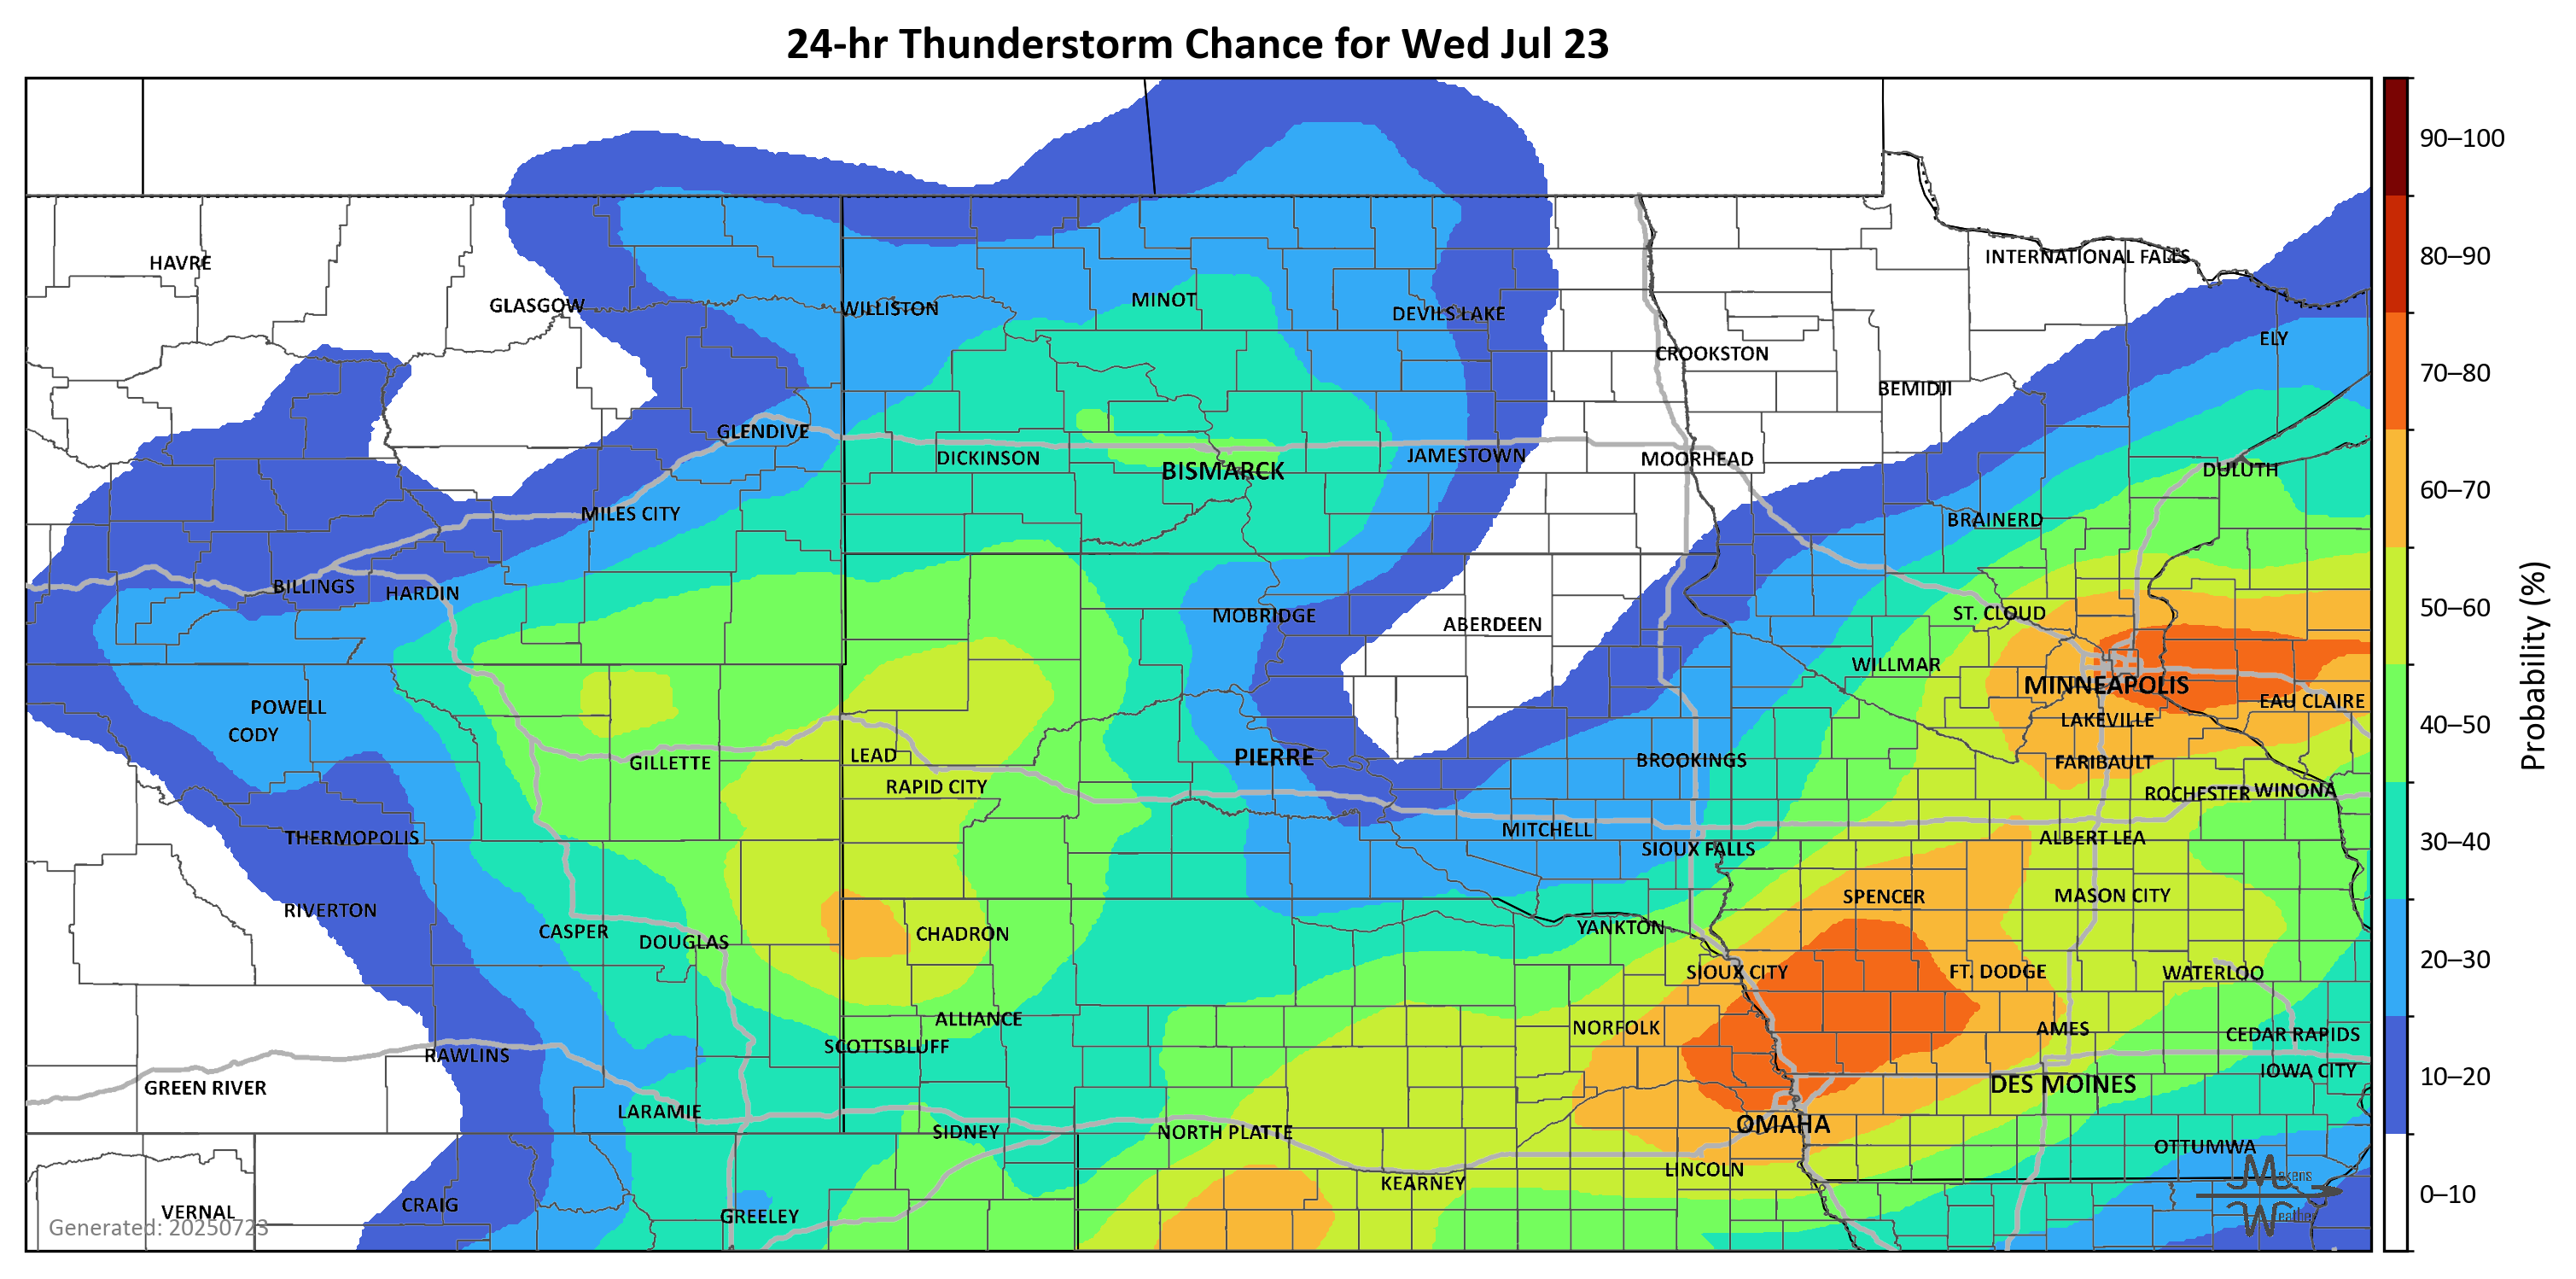 24-hr Thunderstorm Chance for Wed Jul 23
90–100
80–90
70–80
60–70
50–60
40–50
30–40
20–30
10–20
0–10
Probability (%)
HAVRE
INTERNATIONAL FALLS
GLASGOW
WILLISTON
MINOT
DEVILS LAKE
ELY
CROOKSTON
BEMIDJI
GLENDIVE
DICKINSON
BISMARCK
JAMESTOWN
MOORHEAD
DULUTH
MILES CITY
BRAINERD
BILLINGS
HARDIN
MOBRIDGE
ABERDEEN
ST. CLOUD
WILLMAR
MINNEAPOLIS
EAU CLAIRE
POWELL
CODY
LAKEVILLE
GILLETTE
LEAD
PIERRE
BROOKINGS
FARIBAULT
RAPID CITY
ROCHESTER
WINONA
THERMOPOLIS
MITCHELL
SIOUX FALLS
ALBERT LEA
RIVERTON
SPENCER
MASON CITY
CASPER
DOUGLAS
CHADRON
YANKTON
SIOUX CITY
FT. DODGE
WATERLOO
ALLIANCE
NORFOLK
AMES
CEDAR RAPIDS
SCOTTSBLUFF
RAWLINS
GREEN RIVER
IOWA CITY
DES MOINES
LARAMIE
SIDNEY
NORTH PLATTE
OMAHA
OTTUMWA
LINCOLN
KEARNEY
VERNAL
CRAIG
GREELEY
Generated: 20250723
Makens
Weather